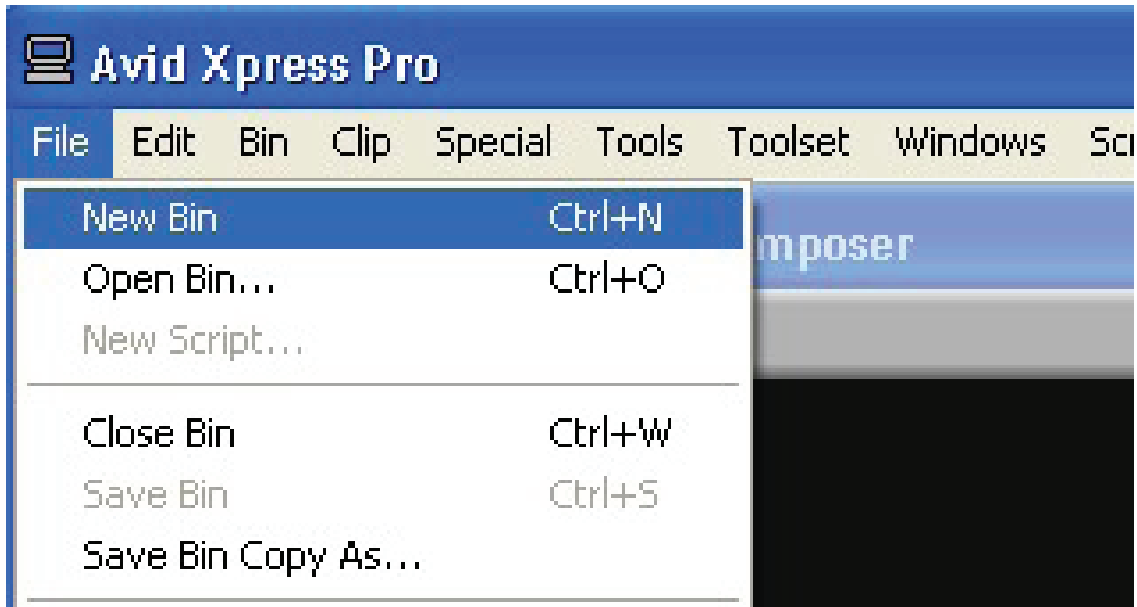 Avid Xpress Pro
File Edit Bin Clip Special Tools Toolset Windows
New Bin Ctrl+N
mposer
Open Bin... Ctrl+O
New Script...
Close Bin Ctrl+W
Save Bin Ctrl+S
Save Bin Copy As...